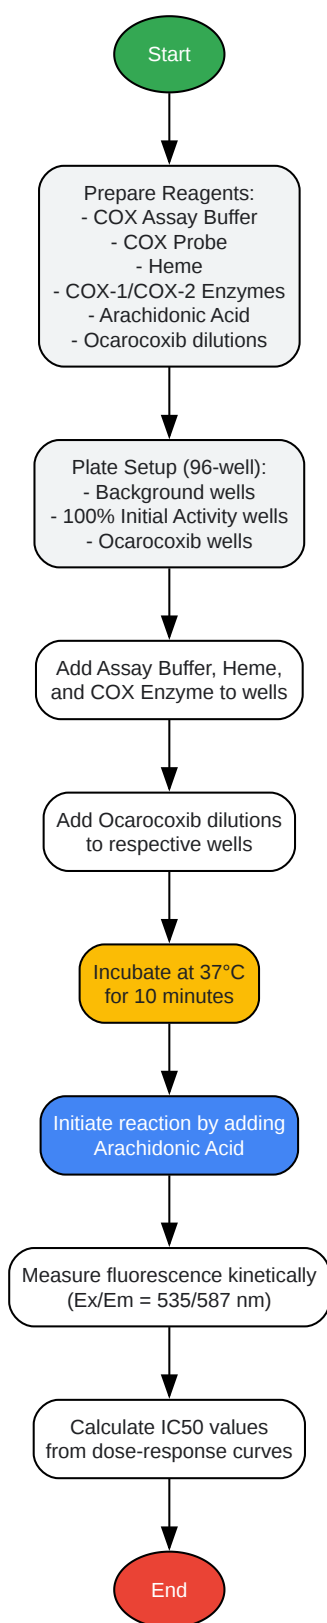 Start
Prepare Reagents:
- COX Assay Buffer
- COX Probe
- Heme
- COX-1/COX-2 Enzymes
- Arachidonic Acid
- Ocarocoxib dilutions
Plate Setup (96-well):
- Background wells
- 100% Initial Activity wells
- Ocarocoxib wells
Add Assay Buffer, Heme,
and COX Enzyme to wells
Add Ocarocoxib dilutions
to respective wells
Incubate at 37°C
for 10 minutes
Initiate reaction by adding
Arachidonic Acid
Measure fluorescence kinetically
(Ex/Em = 535/587 nm)
Calculate IC50 values
from dose-response curves
End